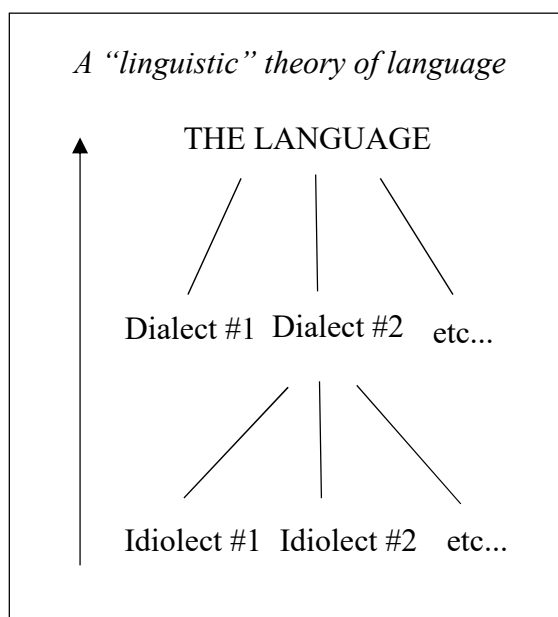 A “linguistic” theory of language
THE LANGUAGE
Dialect #1 Dialect #2 etc...
Idiolect #1 Idiolect #2 etc...